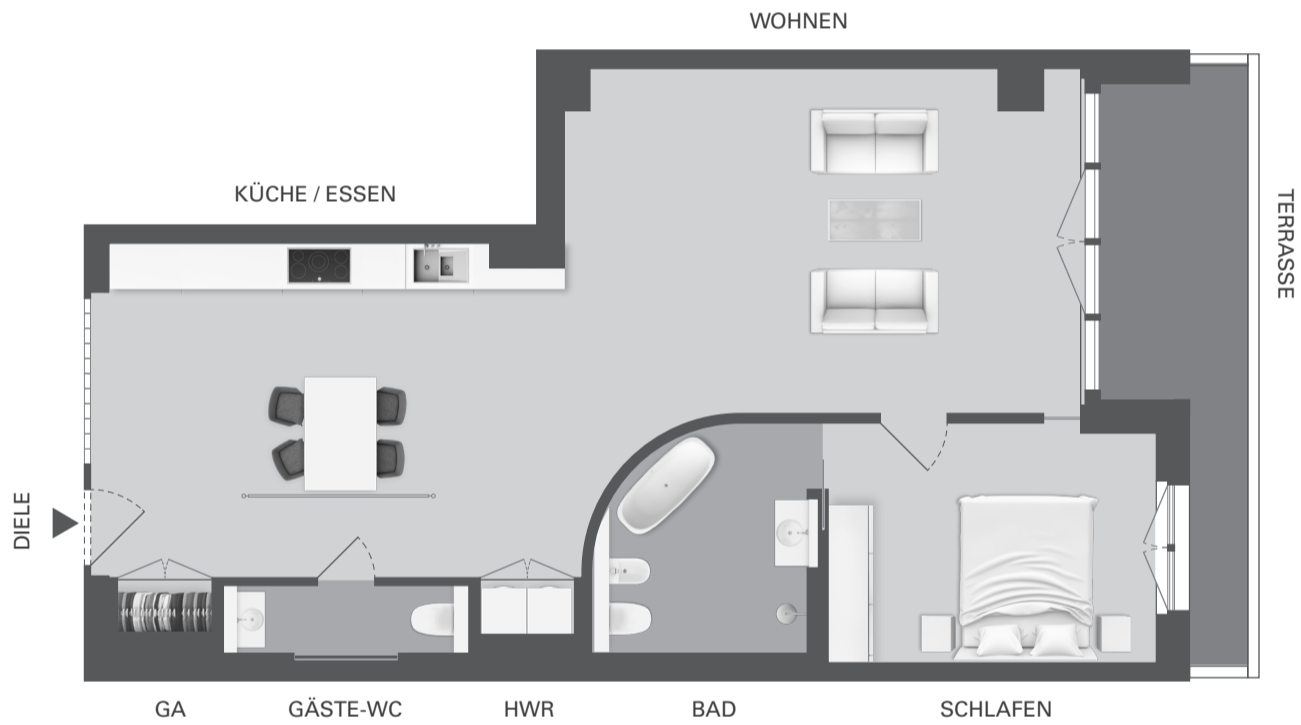 WOHNEN
KÜCHE / ESSEN
TERRASSE
DIELE
GA
GÄSTE-WC
HWR
BAD
SCHLAFEN